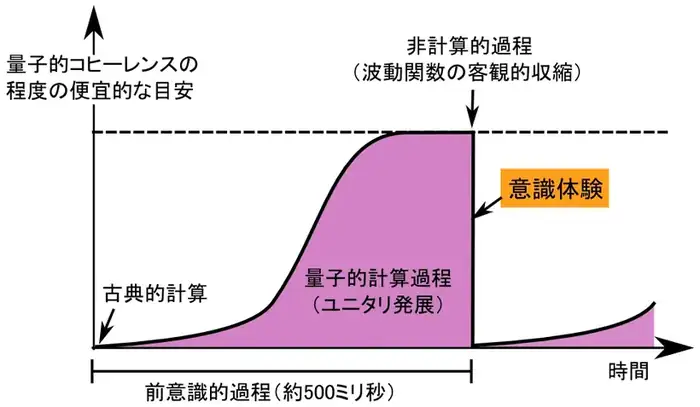 量子的コヒーレンスの
程度の便宜的な目安
非計算的過程
（波動関数の客観的収縮）
意識体験
古典的計算
量子的計算過程
（ユニタリ発展）
時間
前意識的過程（約500ミリ秒）